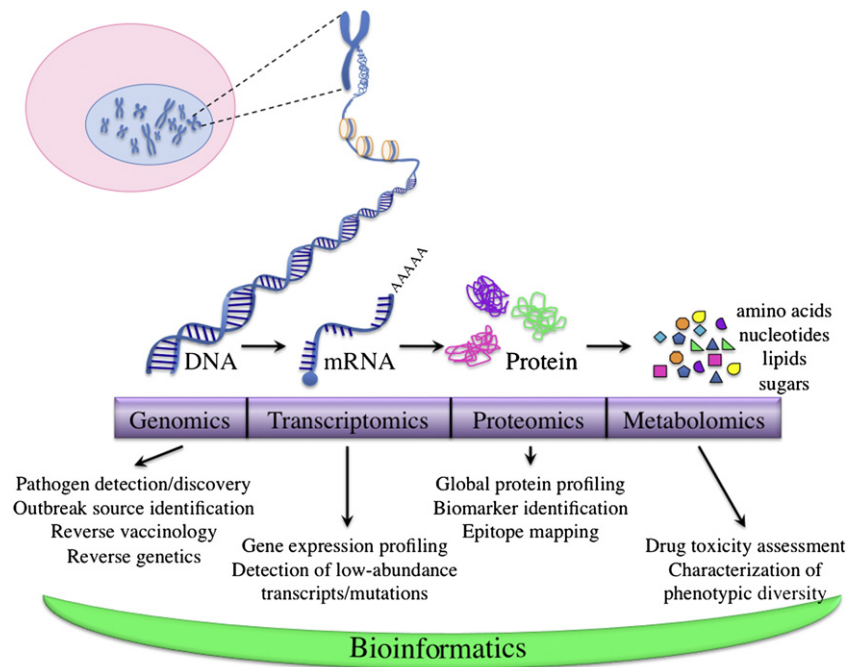 AAAAA
DNA
mRNA
Protein
amino acids
nucleotides
lipids
sugars
Genomics
Transcriptomics
Proteomics
Metabolomics
Pathogen detection/discovery
Outbreak source identification
Reverse vaccinology
Reverse genetics
Gene expression profiling
Detection of low-abundance
transcripts/mutations
Global protein profiling
Biomarker identification
Epitope mapping
Drug toxicity assessment
Characterization of
phenotypic diversity
Bioinformatics